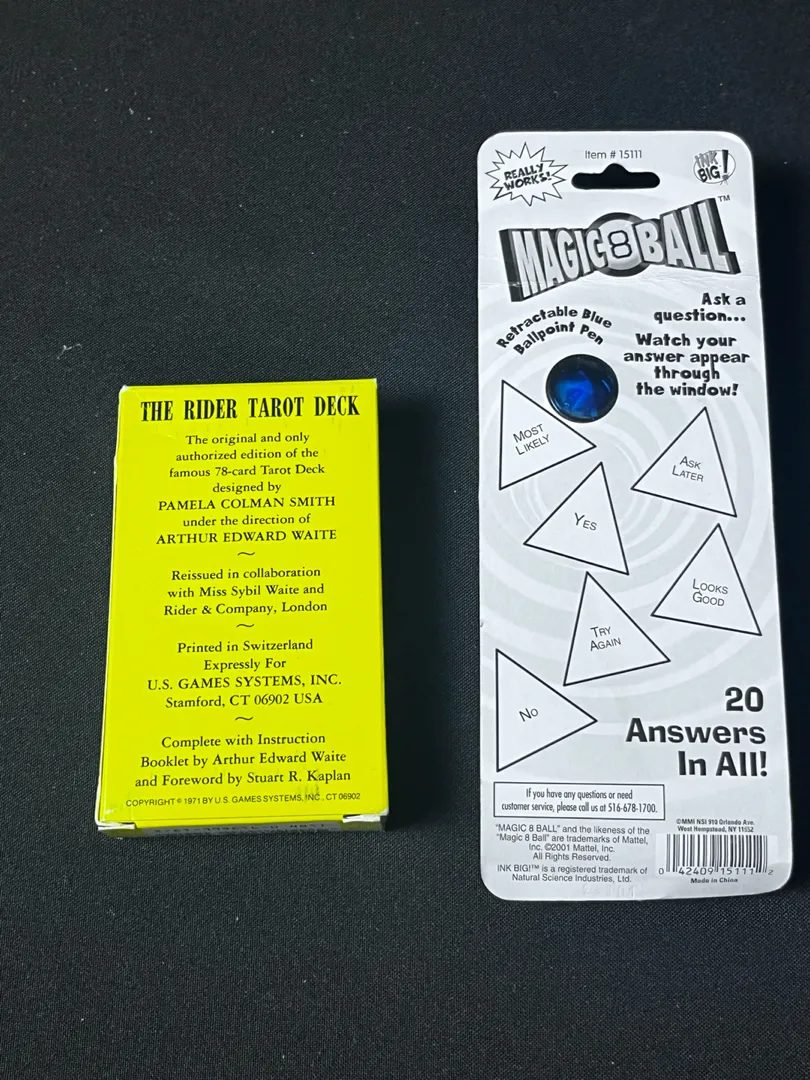 THE RIDER TAROT DECK
The original and only
authorized edition of the
famous 78-card Tarot Deck
designed by
PAMELA COLMAN SMITH
under the direction of
ARTHUR EDWARD WAITE
~
Reissued in collaboration
with Miss Sybil Waite and
Rider & Company, London
~
Printed in Switzerland
Expressly For
U.S. GAMES SYSTEMS, INC.
Stamford, CT 06902 USA
~
Complete with Instruction
Booklet by Arthur Edward Waite
and Foreword by Stuart R. Kaplan
COPYRIGHT © 1971 BY U.S. GAMES SYSTEMS, INC., CT 06902
REALLY
WORKS!
Item # 15111
INK
BIG!
MAGIC 8 BALL™
Retractable Blue
Ballpoint Pen
Ask a
question...
Watch your
answer appear
through
the window!
MOST
LIKELY
ASK
LATER
YES
LOOKS
GOOD
TRY
AGAIN
NO
20
Answers
In All!
If you have any questions or need
customer service, please call us at 516-678-1700.
"MAGIC 8 BALL" and the likeness of the
"Magic 8 Ball" are trademarks of Mattel,
Inc. ©2001 Mattel, Inc.
All Rights Reserved.
INK BIG!™ is a registered trademark of
Natural Science Industries, Ltd.
©MMI NSI 910 Orlando Ave.
West Hempstead, NY 11552
0 42409 15111 2
Made in China